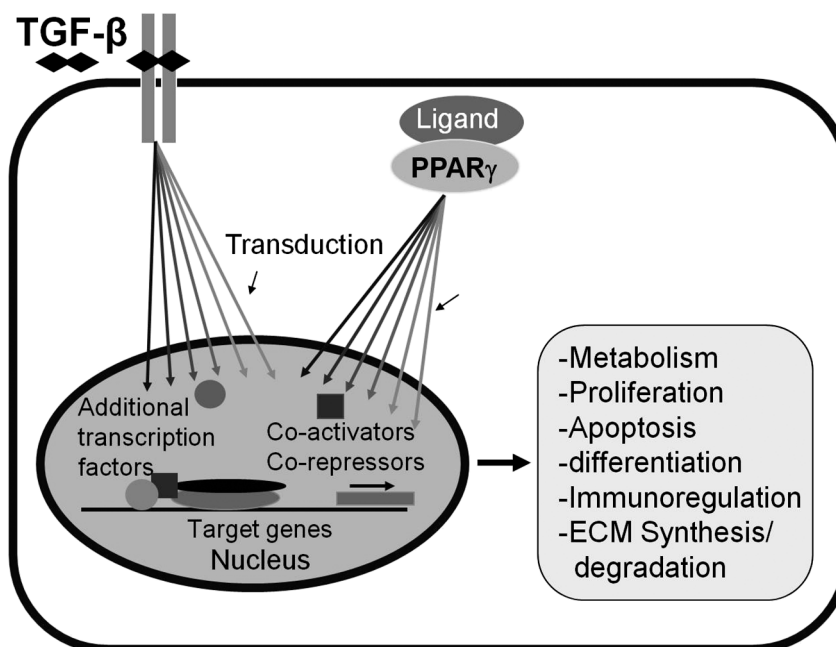 TGF-β
Ligand
PPARγ
Transduction
Additional
transcription
factors
Co-activators
Co-repressors
Target genes
Nucleus
-Metabolism
-Proliferation
-Apoptosis
-differentiation
-Immunoregulation
-ECM Synthesis/
degradation